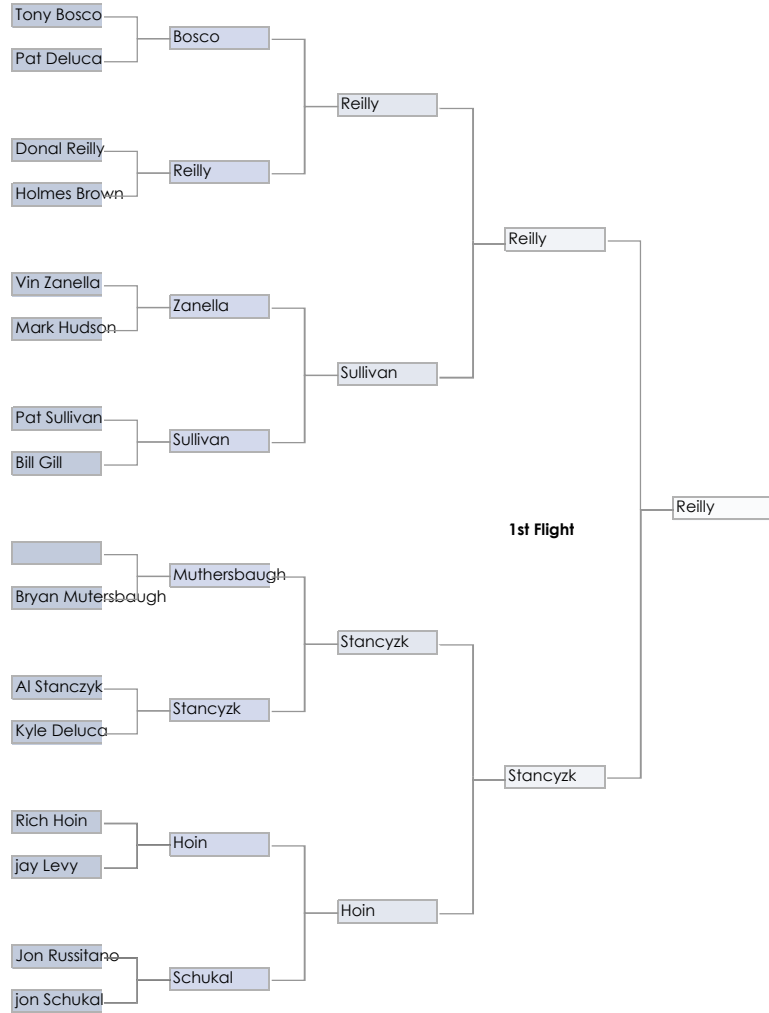 Tony Bosco
Bosco
Pat Deluca
Reilly
Donal Reilly
Reilly
Holmes Brown
Reilly
Vin Zanella
Zanella
Mark Hudson
Sullivan
Pat Sullivan
Sullivan
Bill Gill
Reilly
1st Flight
Bryan Mutersbaugh
Muthersbaugh
Stancyzk
Al Stanczyk
Stancyzk
Kyle Deluca
Stancyzk
Rich Hoin
Hoin
jay Levy
Hoin
Jon Russitano
Schukal
jon Schukal